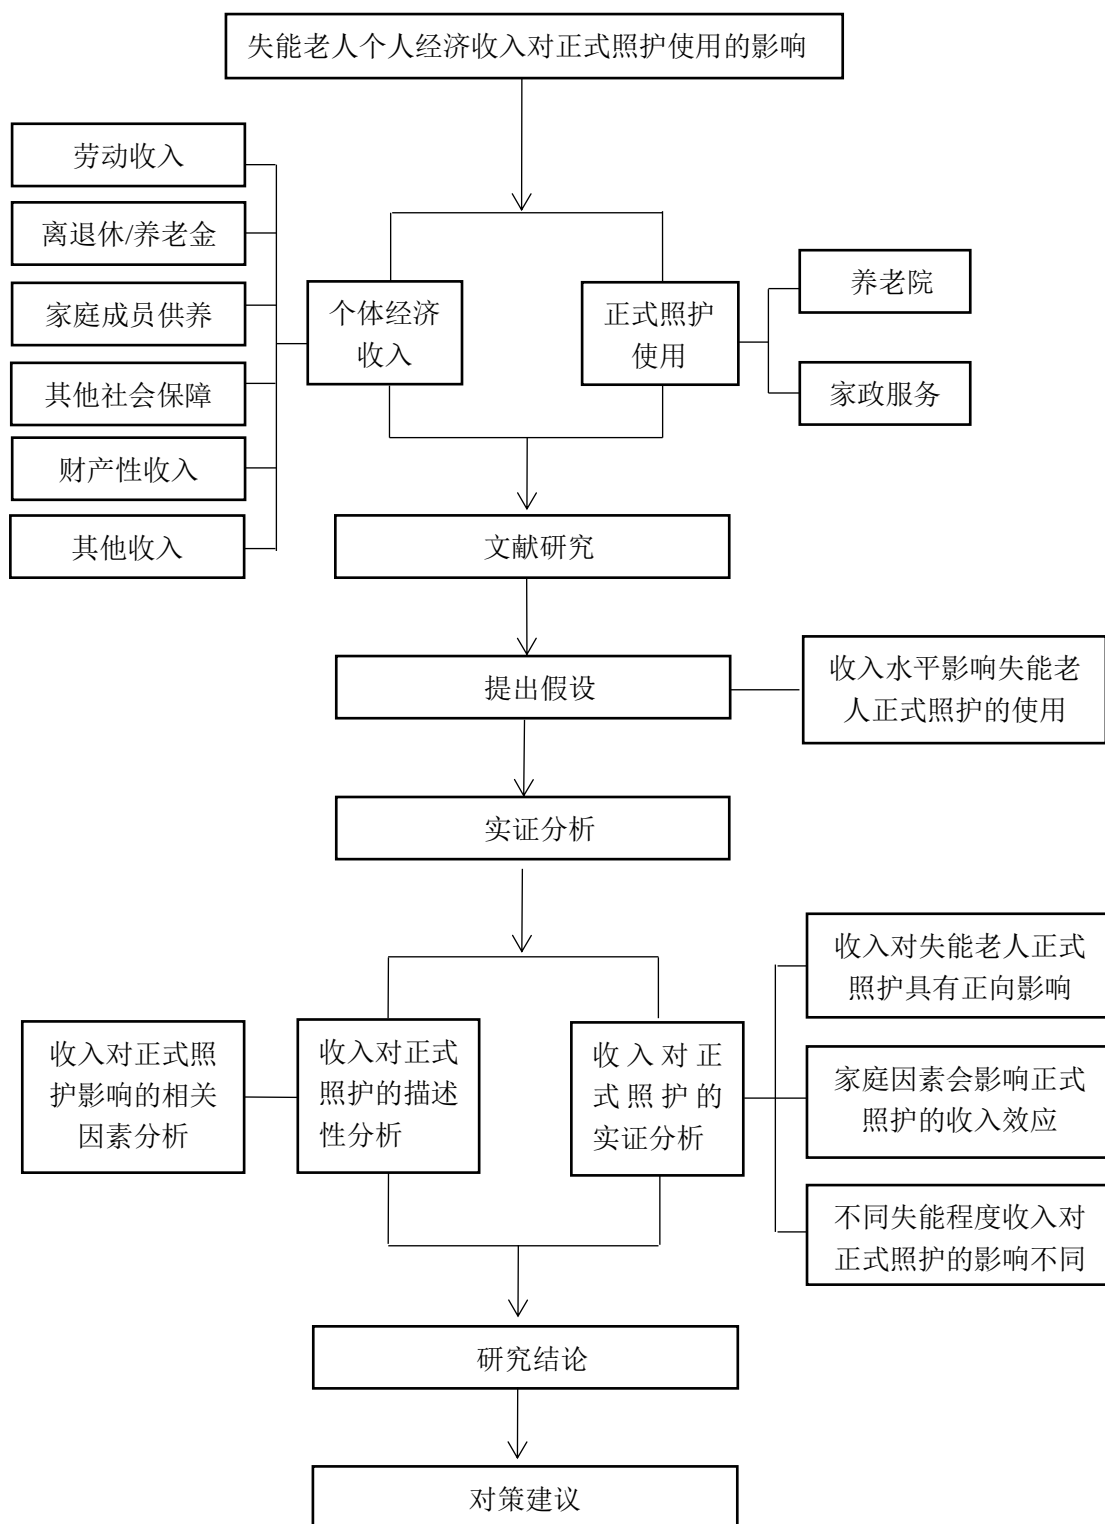 失能老人个人经济收入对正式照护使用的影响
劳动收入
离退休/养老金
家庭成员供养
其他社会保障
财产性收入
其他收入
个体经济
收入
正式照护
使用
养老院
家政服务
文献研究
提出假设
收入水平影响失能老
人正式照护的使用
实证分析
收入对正式照
护影响的相关
因素分析
收入对正式
照护的描述
性分析
收入对正
式照护的
实证分析
收入对失能老人正式
照护具有正向影响
家庭因素会影响正式
照护的收入效应
不同失能程度收入对
正式照护的影响不同
研究结论
对策建议